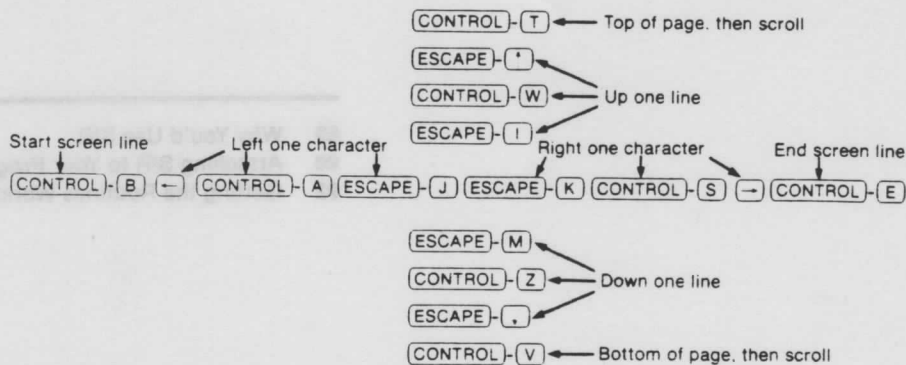 CONTROL - T Top of page, then scroll
ESCAPE - '
CONTROL - W Up one line
ESCAPE - !
Start screen line Left one character Right one character End screen line
CONTROL - B ← CONTROL - A ESCAPE - J ESCAPE - K CONTROL - S → CONTROL - E
ESCAPE - M
CONTROL - Z Down one line
ESCAPE - ,
CONTROL - V Bottom of page, then scroll